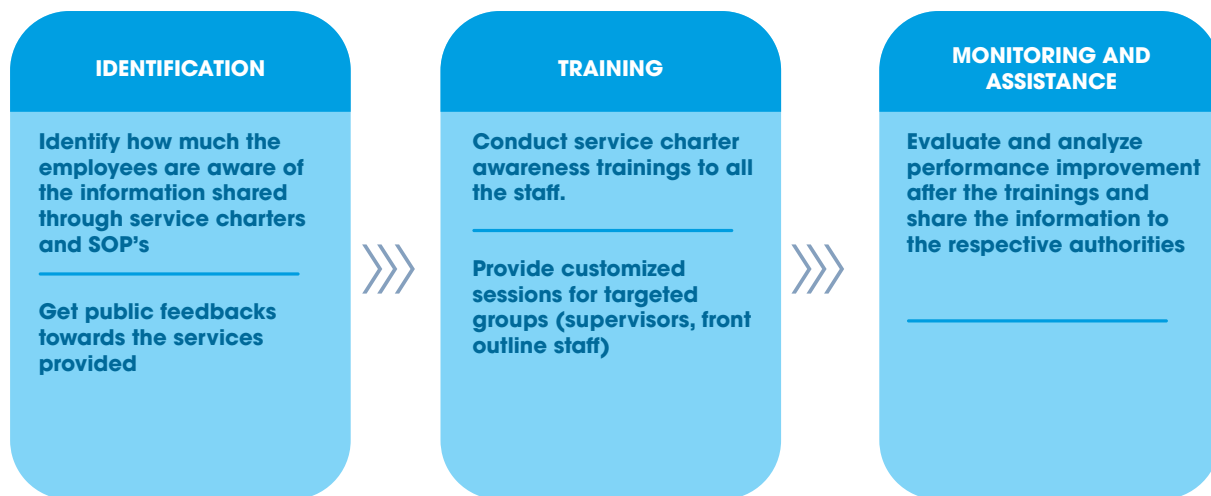 IDENTIFICATION
Identify how much the
employees are aware of
the information shared
through service charters
and SOP's
Get public feedbacks
towards the services
provided
TRAINING
Conduct service charter
awareness trainings to all
the staff.
Provide customized
sessions for targeted
groups (supervisors, front
outline staff)
MONITORING AND
ASSISTANCE
Evaluate and analyze
performance improvement
after the trainings and
share the information to
the respective authorities